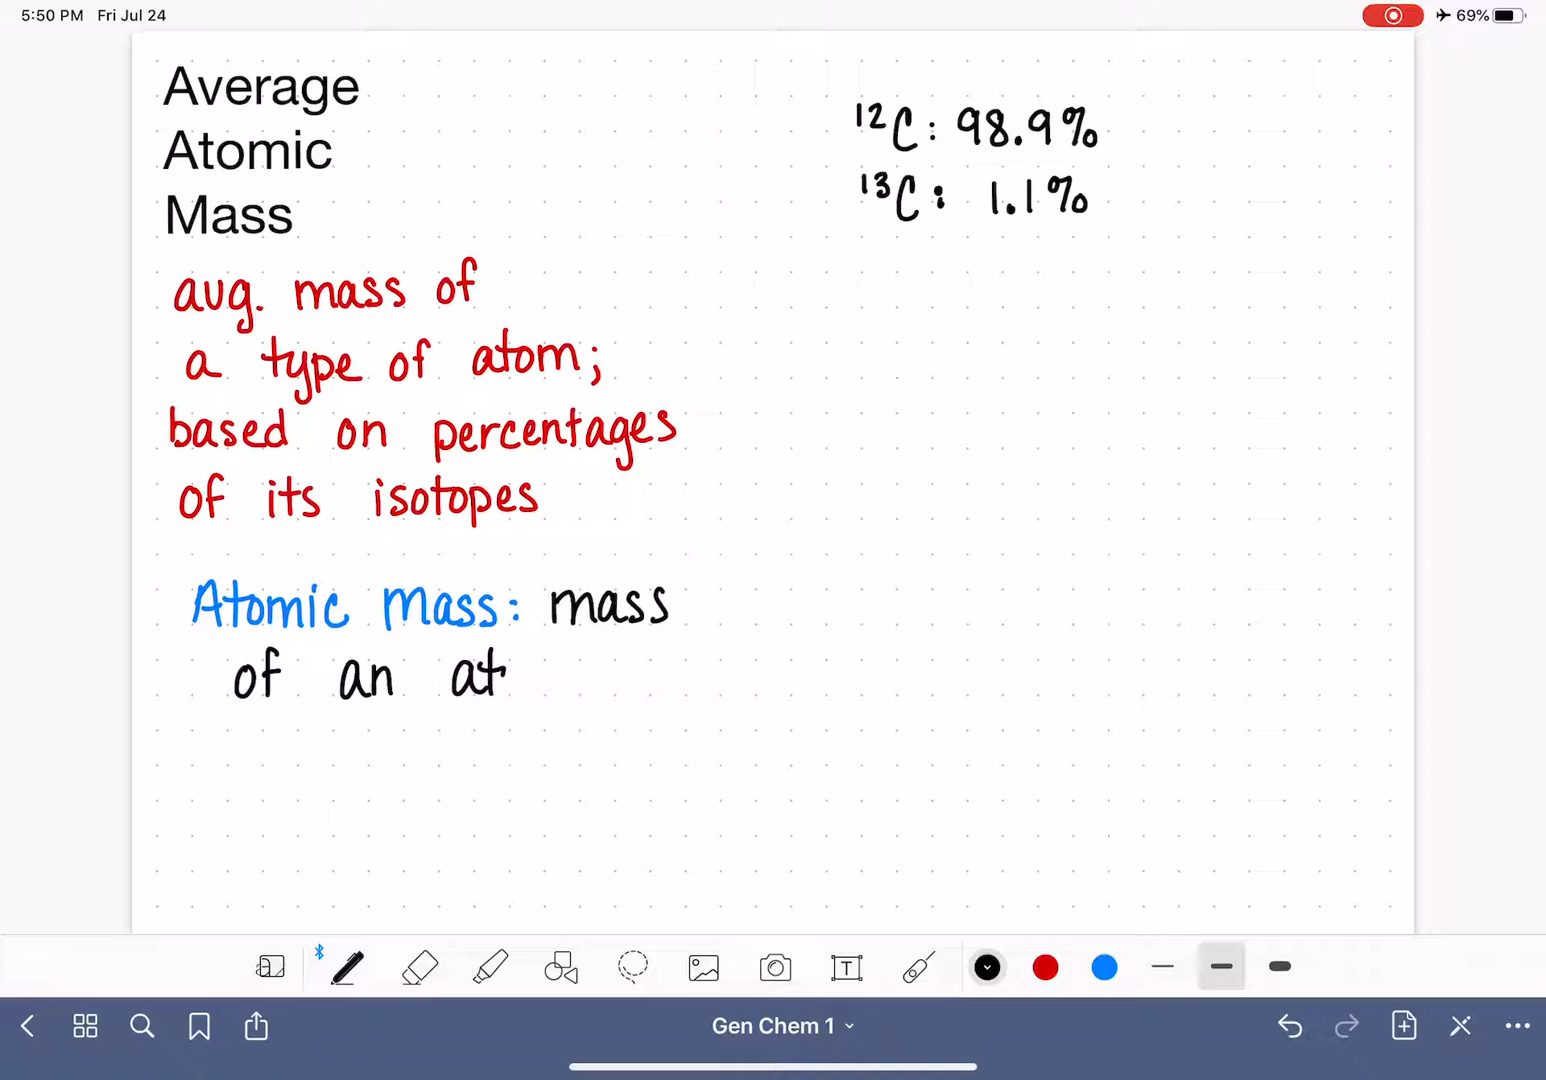 5:50 PM Fri Jul 24
69%
Average
Atomic
Mass
avg. mass of
a type of atom;
based on percentages
of its isotopes
Atomic Mass: mass
of an at
¹²C: 98.9%
¹³C: 1.1%
Gen Chem 1